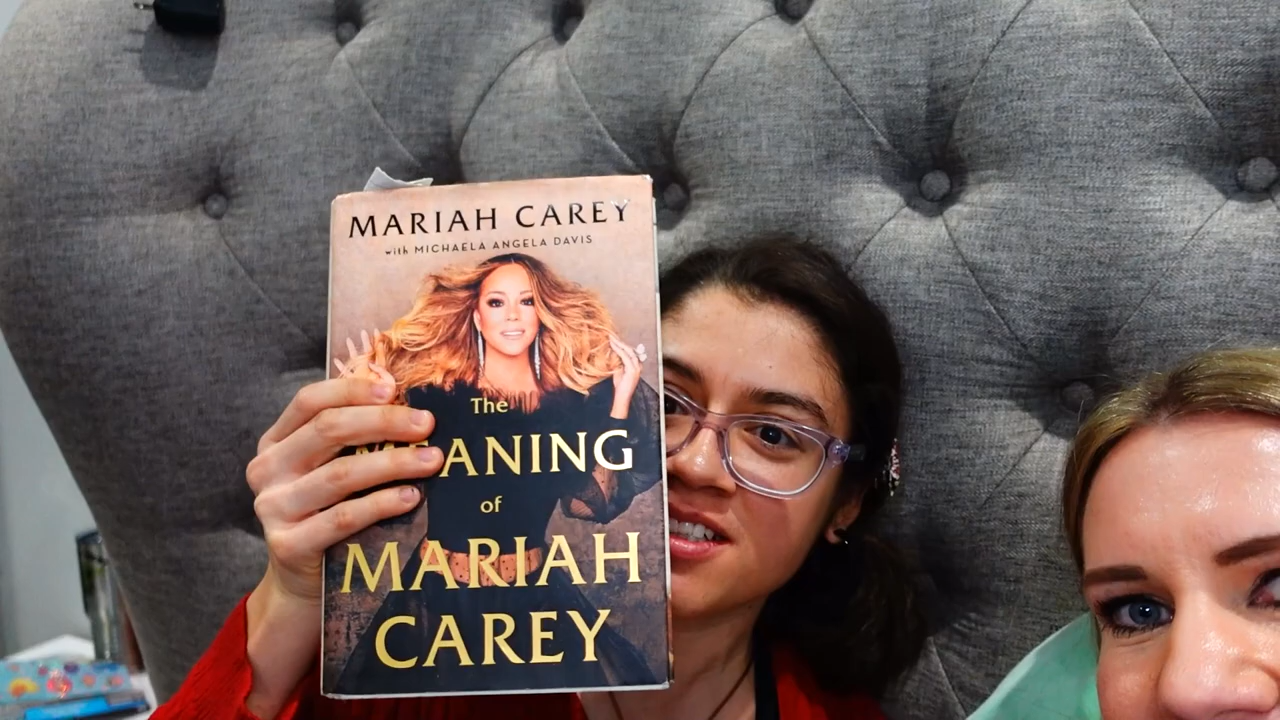 MARIAH CAREY
with MICHAELA ANGELA DAVIS
The
MEANING
of
MARIAH
CAREY